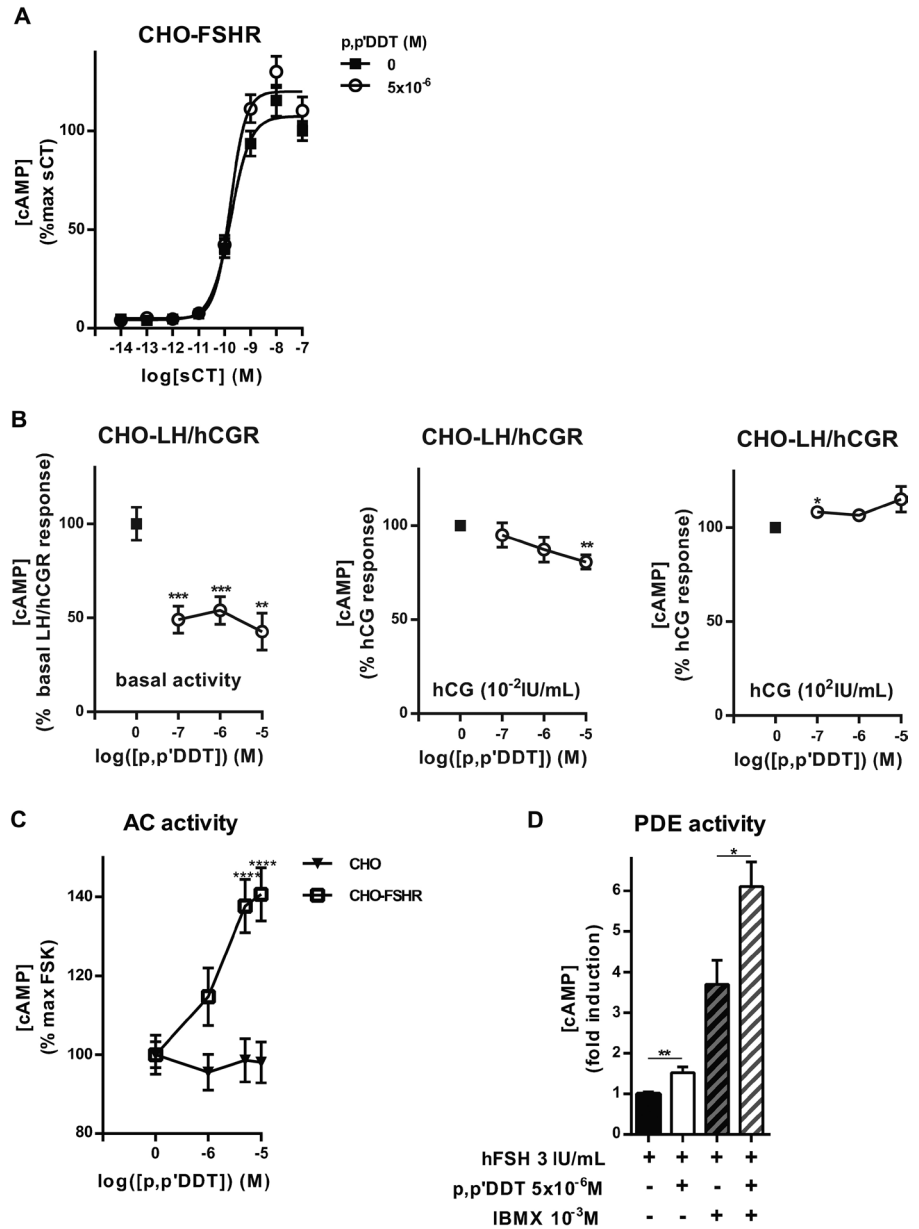 A
CHO-FSHR
p,p'DDT (M)
0
5x10⁻⁶
[cAMP]
(%max sCT)
100
50
0
-14 -13 -12 -11 -10 -9 -8 -7
log[sCT] (M)
B
CHO-LH/hCGR
[cAMP]
(% basal LH/hCGR response)
100
50
0
*** *** **
basal activity
0 -7 -6 -5
log([p,p'DDT]) (M)
CHO-LH/hCGR
[cAMP]
(% hCG response)
100
50
0
**
hCG (10⁻²IU/mL)
0 -7 -6 -5
log([p,p'DDT]) (M)
CHO-LH/hCGR
[cAMP]
(% hCG response)
100
50
0
*
hCG (10²IU/mL)
0 -7 -6 -5
log([p,p'DDT]) (M)
C
AC activity
CHO
CHO-FSHR
[cAMP]
(% max FSK)
140
120
100
80
****
****
0 -6 -5
log([p,p'DDT]) (M)
D
PDE activity
[cAMP]
(fold induction)
6
5
4
3
2
1
0
**
*
hFSH 3 IU/mL + + + +
p,p'DDT 5x10⁻⁶M - + - +
IBMX 10⁻³M - - + +